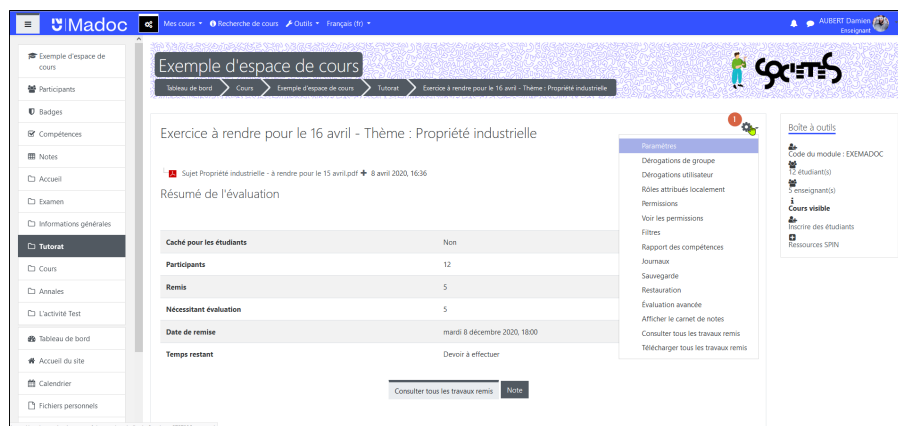 Madoc
Mes cours
Recherche de cours
Outils
Français (fr)
AUBERT Damien
Enseignant
Exemple d'espace de cours
Participants
Badges
Compétences
Notes
Accueil
Examen
Informations générales
Tutorat
Cours
Annales
L'activité Test
Tableau de bord
Accueil du site
Calendrier
Fichiers personnels
Exemple d'espace de cours
Tableau de bord
Cours
Exemple d'espace de cours
Tutorat
Exercice à rendre pour le 16 avril - Thème : Propriété industrielle
SOCIETES
Exercice à rendre pour le 16 avril - Thème : Propriété industrielle
1
Sujet Propriété industrielle - à rendre pour le 15 avril.pdf
8 avril 2020, 16:36
Résumé de l'évaluation
Caché pour les étudiants Non
Participants 12
Remis 5
Nécessitant évaluation 5
Date de remise mardi 8 décembre 2020, 18:00
Temps restant Devoir à effectuer
Consulter tous les travaux remis
Note
Paramètres
Dérogations de groupe
Dérogations utilisateur
Rôles attribués localement
Permissions
Voir les permissions
Filtres
Rapport des compétences
Journaux
Sauvegarde
Restauration
Évaluation avancée
Afficher le carnet de notes
Consulter tous les travaux remis
Télécharger tous les travaux remis
Boîte à outils
Code du module : EXEMADOC
12 étudiant(s)
5 enseignant(s)
Cours visible
Inscrire des étudiants
Ressources SPIN